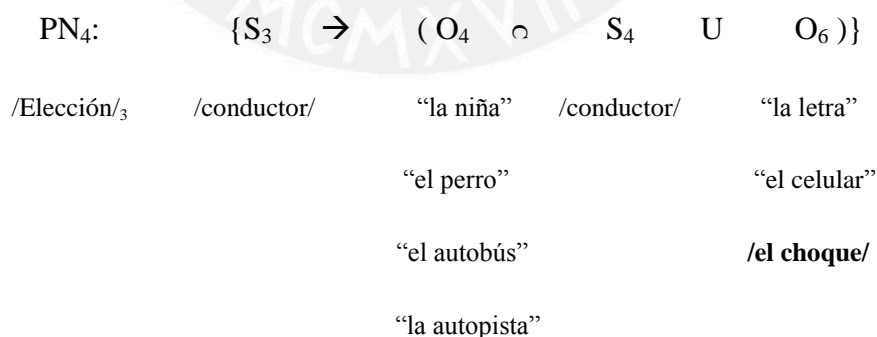 PN₄: {S₃ → ( O₄ ᴒ S₄ U O₆ )}
/Elección/₃ /conductor/ “la niña” /conductor/ “la letra”
“el perro” “el celular”
“el autobús” /el choque/
“la autopista”